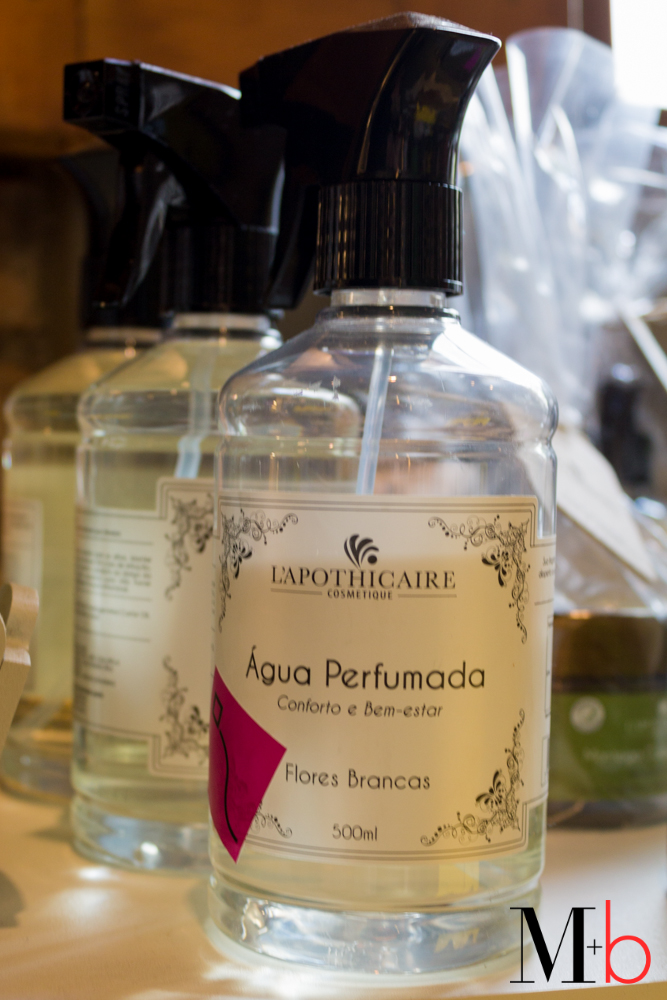 L'APOTHICAIRE
COSMETIQUE
Água Perfumada
Conforto e Bem-estar
Flores Brancas
500ml
M+b